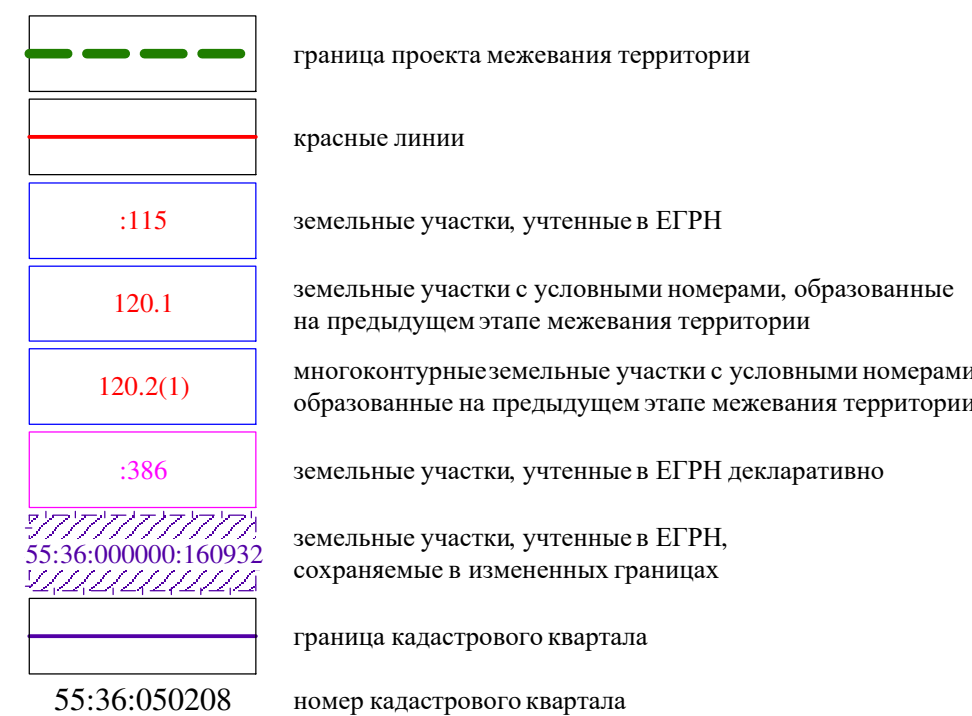 граница проекта межевания территории
красные линии
:115
земельные участки, учтенные в ЕГРН
120.1
земельные участки с условными номерами, образованные
на предыдущем этапе межевания территории
120.2(1)
многоконтурные земельные участки с условными номерами
образованные на предыдущем этапе межевания территории
:386
земельные участки, учтенные в ЕГРН декларативно
55:36:000000:160932
земельные участки, учтенные в ЕГРН,
сохраняемые в измененных границах
граница кадастрового квартала
55:36:050208
номер кадастрового квартала